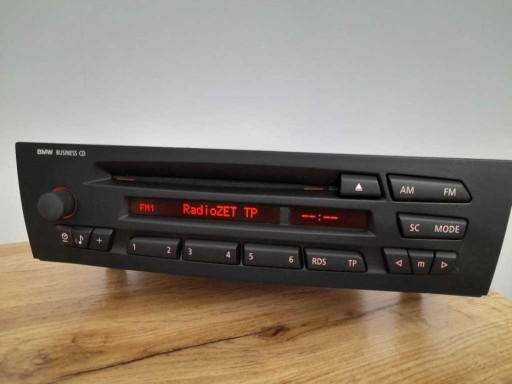 BMW BUSINESS CD
AM FM
FM1 RadioZET TP --:--
SC MODE
+
1 2 3 4 5 6 RDS TP
m